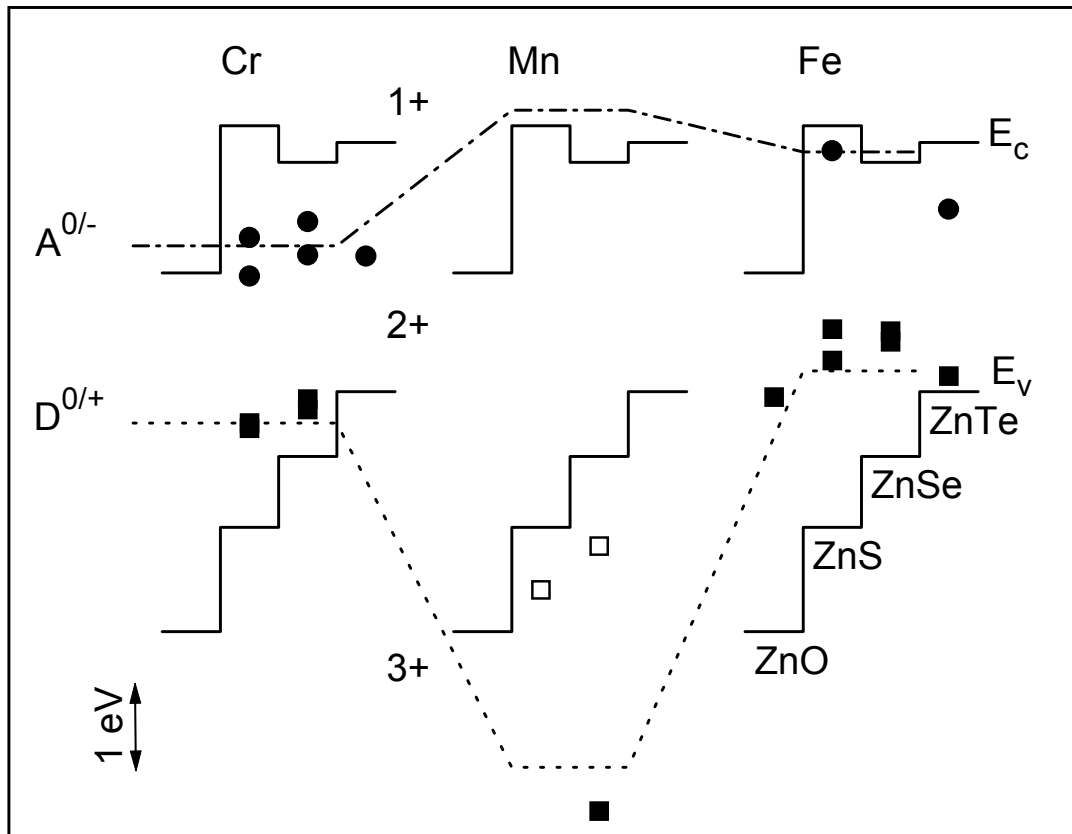 Cr Mn Fe
1+
E_c
A^0/-
2+
E_v
D^0/+
ZnTe
ZnSe
ZnS
ZnO
3+
1 eV